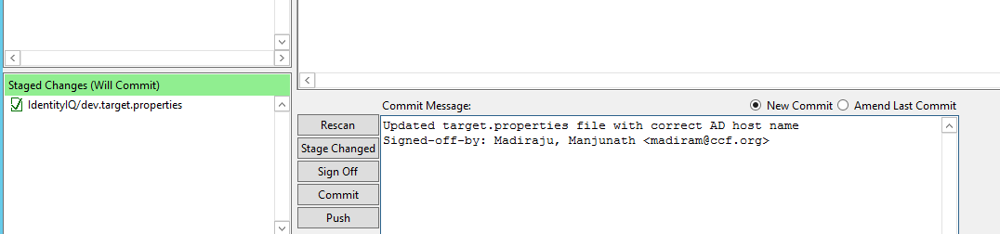 Staged Changes (Will Commit)
IdentityIQ/dev.target.properties
Commit Message:
New Commit
Amend Last Commit
Rescan
Stage Changed
Sign Off
Commit
Push
Updated target.properties file with correct AD host name
Signed-off-by: Madiraju, Manjunath <madiram@ccf.org>